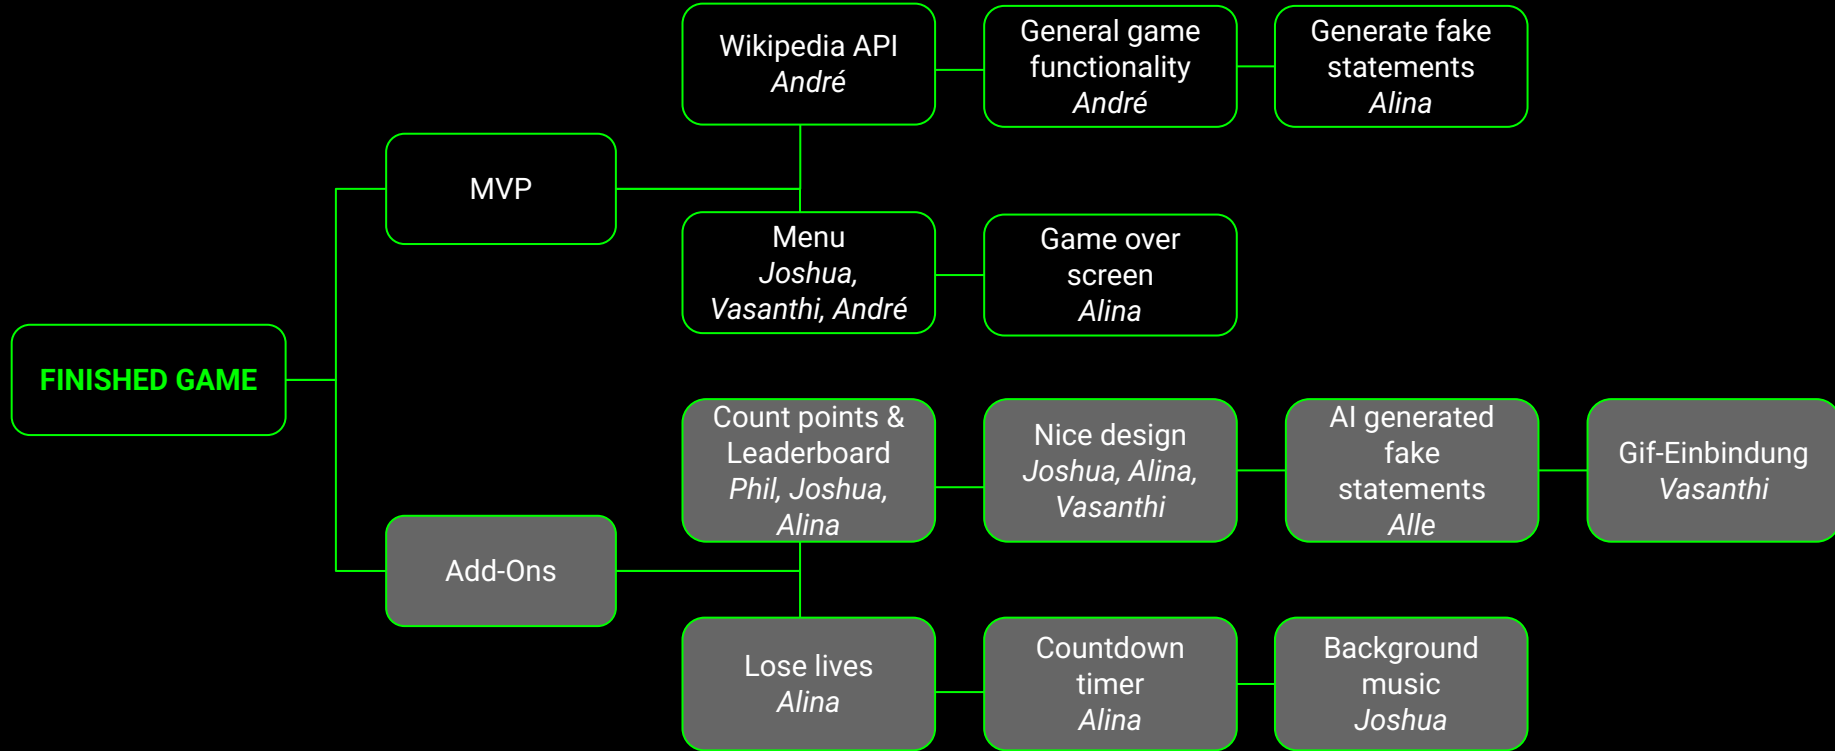 Wikipedia API
André
General game
functionality
André
Generate fake
statements
Alina
MVP
Menu
Joshua,
Vasanthi, André
Game over
screen
Alina
FINISHED GAME
Count points &
Leaderboard
Phil, Joshua,
Alina
Nice design
Joshua, Alina,
Vasanthi
AI generated
fake
statements
Alle
Gif-Einbindung
Vasanthi
Add-Ons
Lose lives
Alina
Countdown
timer
Alina
Background
music
Joshua